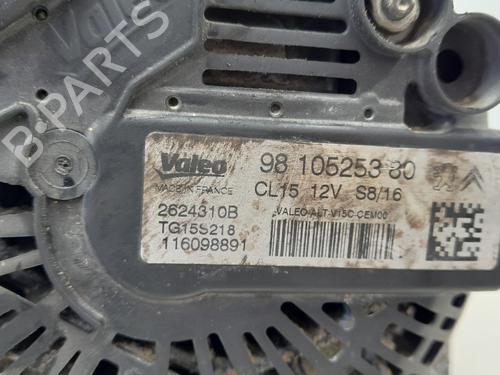 Valeo
B-PARTS
Valeo
98 105253 80
MADE IN FRANCE
CL15 12V S8/16
2624310B
VALEO-ALT-V15C-CEM00
TG15S218
116098891